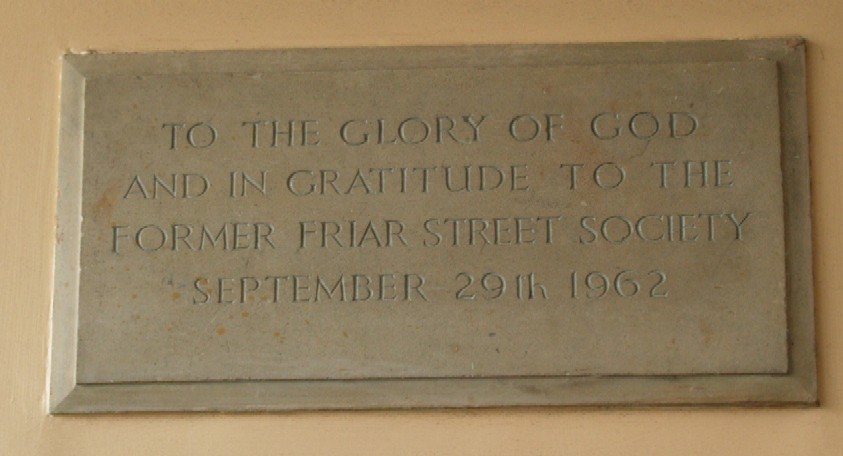 TO THE GLORY OF GOD
AND IN GRATITUDE TO THE
FORMER FRIAR STREET SOCIETY
SEPTEMBER 29th 1962